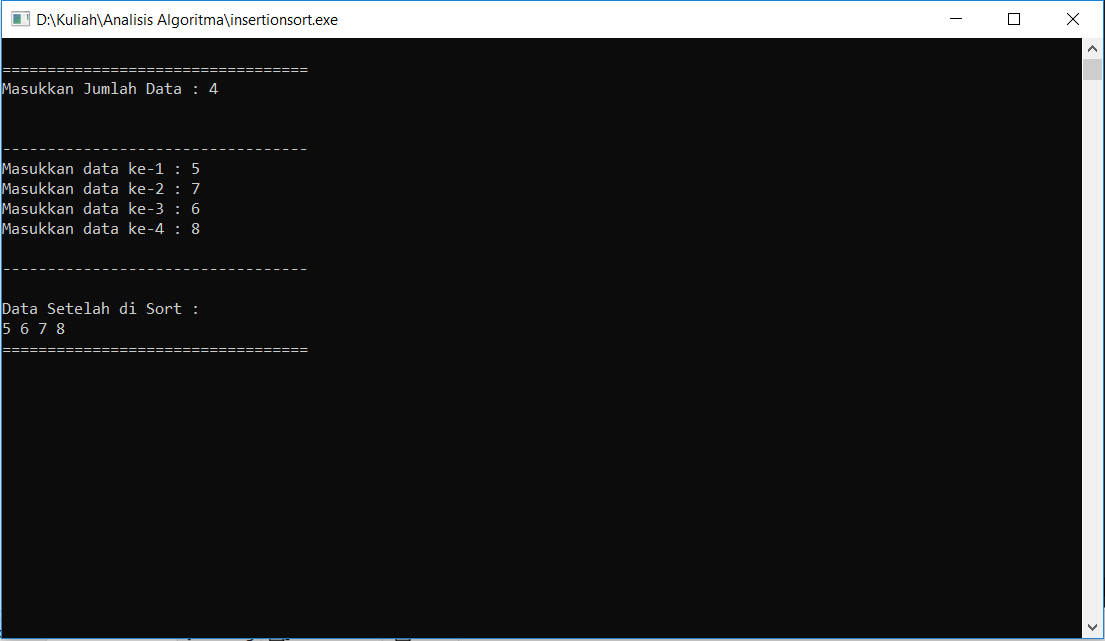 D:\Kuliah\Analisis Algoritma\insertionsort.exe
==================================
Masukkan Jumlah Data : 4
----------------------------------
Masukkan data ke-1 : 5
Masukkan data ke-2 : 7
Masukkan data ke-3 : 6
Masukkan data ke-4 : 8
----------------------------------
Data Setelah di Sort :
5 6 7 8
==================================